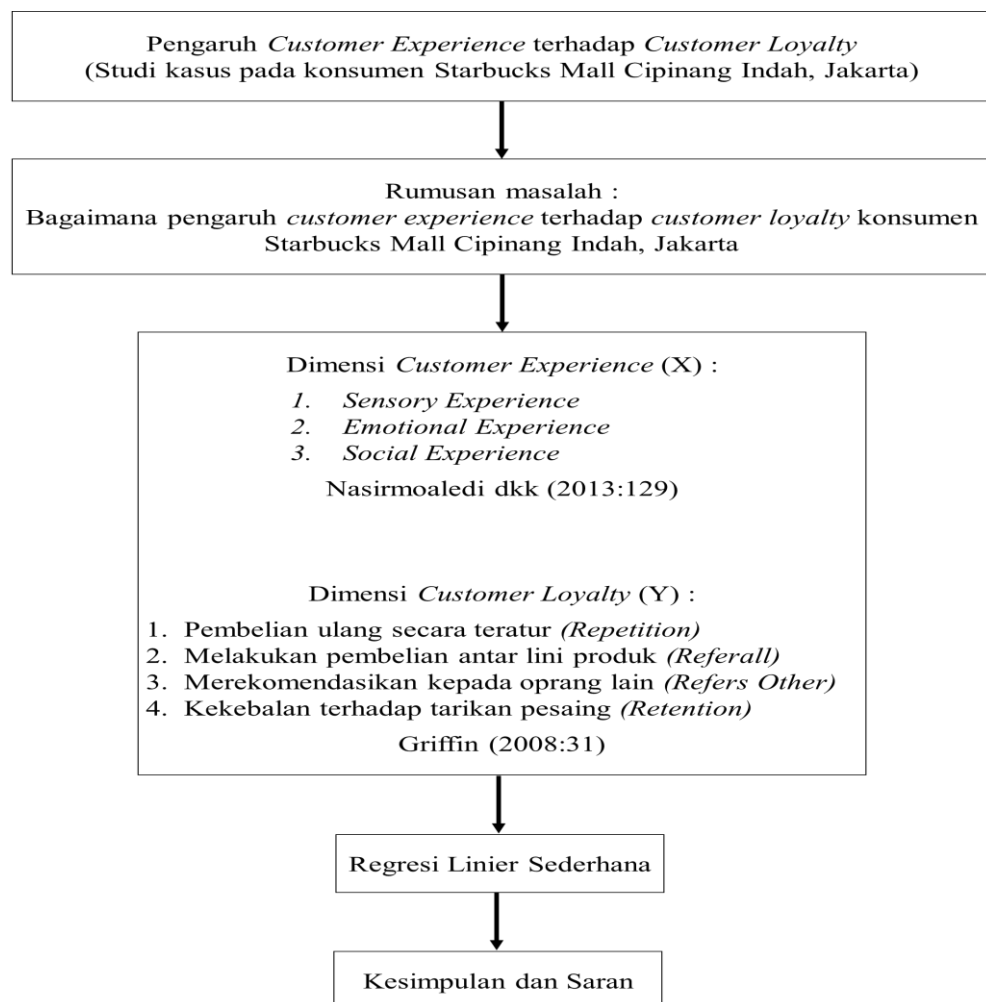 Pengaruh Customer Experience terhadap Customer Loyalty
(Studi kasus pada konsumen Starbucks Mall Cipinang Indah, Jakarta)
Rumusan masalah :
Bagaimana pengaruh customer experience terhadap customer loyalty konsumen
Starbucks Mall Cipinang Indah, Jakarta
Dimensi Customer Experience (X) :
1. Sensory Experience
2. Emotional Experience
3. Social Experience
Nasirmoaledi dkk (2013:129)
Dimensi Customer Loyalty (Y) :
1. Pembelian ulang secara teratur (Repetition)
2. Melakukan pembelian antar lini produk (Referall)
3. Merekomendasikan kepada oprang lain (Refers Other)
4. Kekebalan terhadap tarikan pesaing (Retention)
Griffin (2008:31)
Regresi Linier Sederhana
Kesimpulan dan Saran